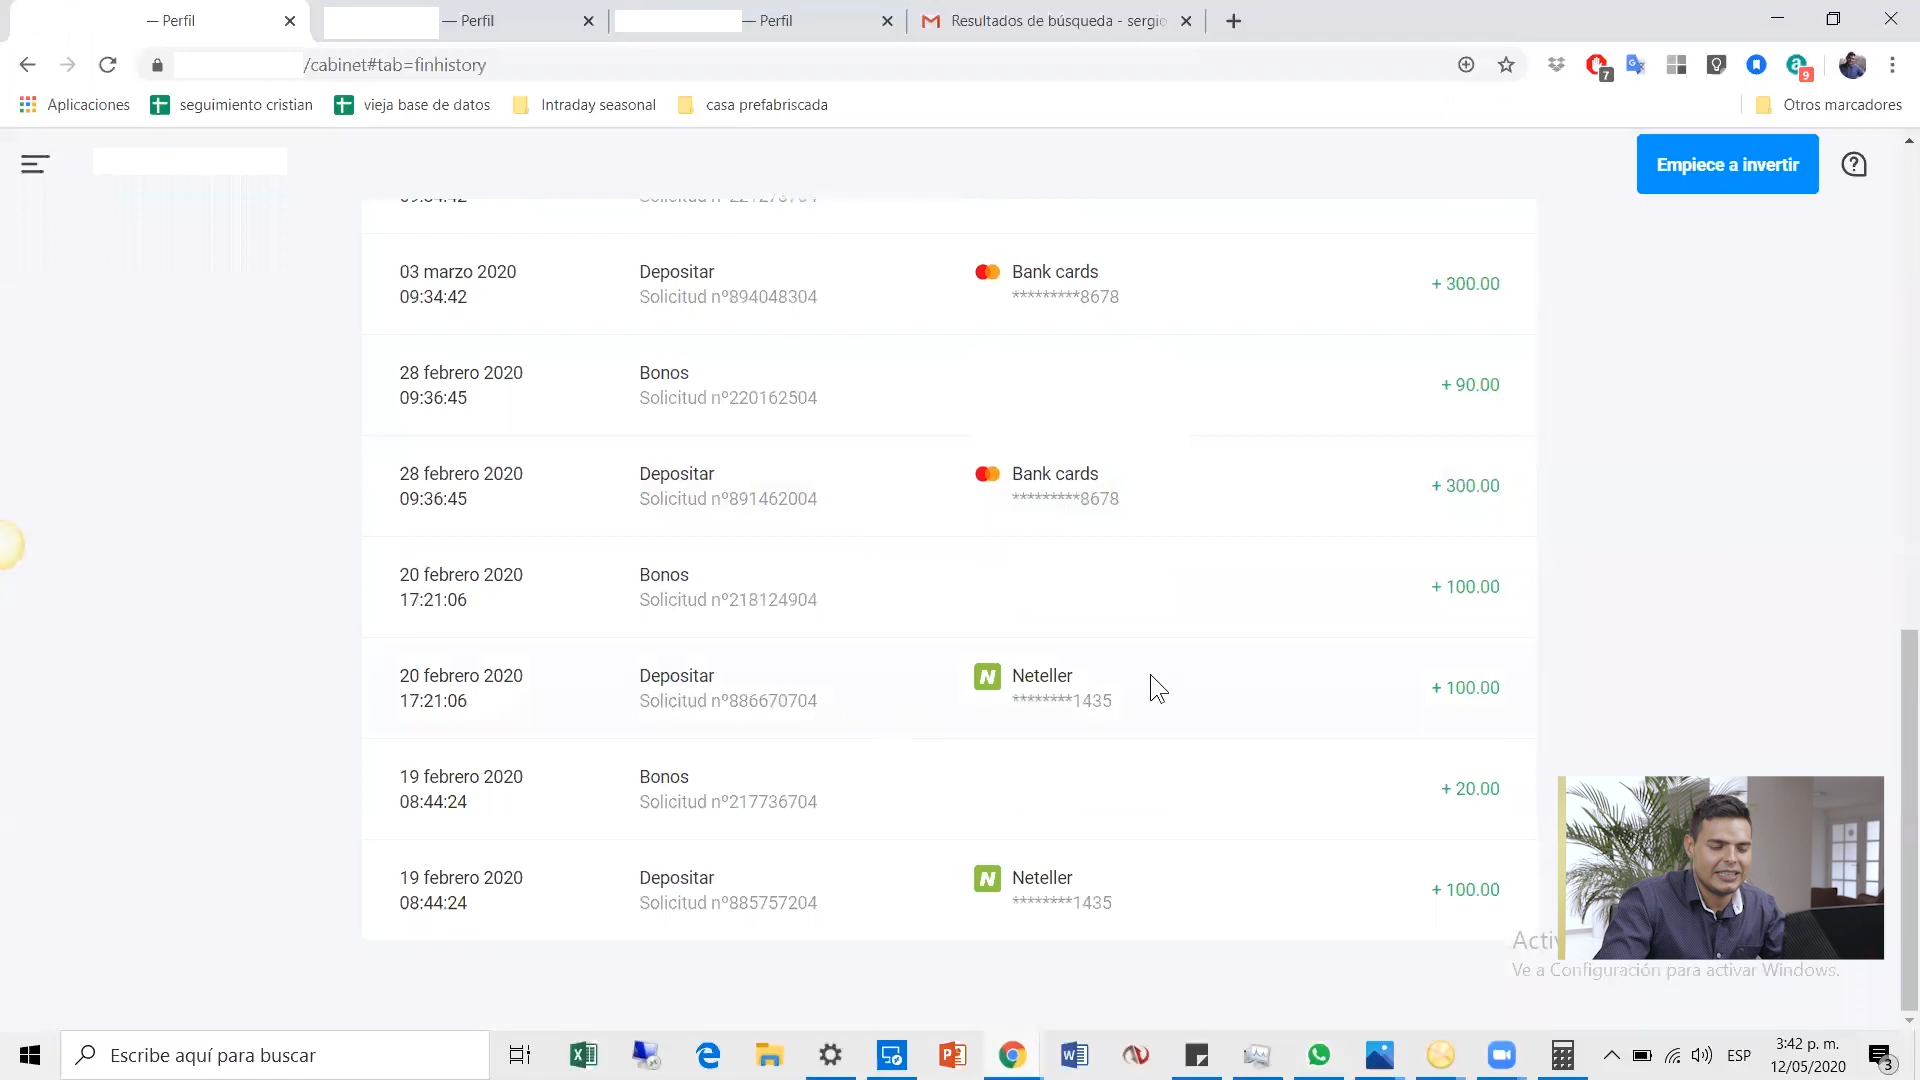 — Perfil
— Perfil
— Perfil
Resultados de búsqueda - sergio
/cabinet#tab=finhistory
7
9
Aplicaciones
seguimiento cristian
vieja base de datos
Intraday seasonal
casa prefabriscada
Otros marcadores
Empiece a invertir
03 marzo 2020
09:34:42
Depositar
Solicitud nº894048304
Bank cards
*********8678
+ 300.00
28 febrero 2020
09:36:45
Bonos
Solicitud nº220162504
+ 90.00
28 febrero 2020
09:36:45
Depositar
Solicitud nº891462004
Bank cards
*********8678
+ 300.00
20 febrero 2020
17:21:06
Bonos
Solicitud nº218124904
+ 100.00
20 febrero 2020
17:21:06
Depositar
Solicitud nº886670704
Neteller
********1435
+ 100.00
19 febrero 2020
08:44:24
Bonos
Solicitud nº217736704
+ 20.00
19 febrero 2020
08:44:24
Depositar
Solicitud nº885757204
Neteller
********1435
+ 100.00
Ve a Configuración para activar Windows.
Escribe aquí para buscar
ESP
3:42 p. m.
12/05/2020
3